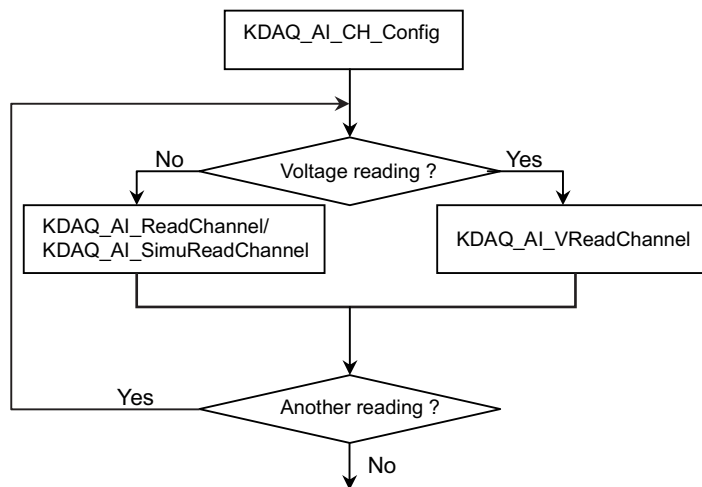 KDAQ_AI_CH_Config
Voltage reading ?
No
Yes
KDAQ_AI_ReadChannel/
KDAQ_AI_SimuReadChannel
KDAQ_AI_VReadChannel
Another reading ?
Yes
No